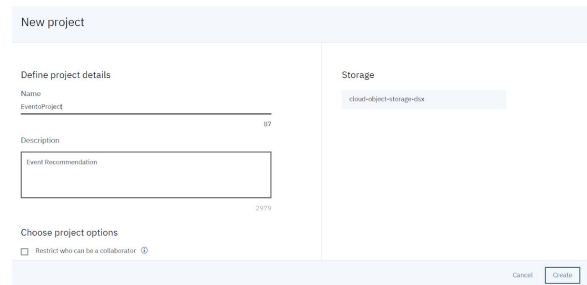 New project
Define project details
Name
EventoProject
87
Description
Event Recommendation
2979
Choose project options
Restrict who can be a collaborator
Storage
cloud-object-storage-dsx
Cancel
Create